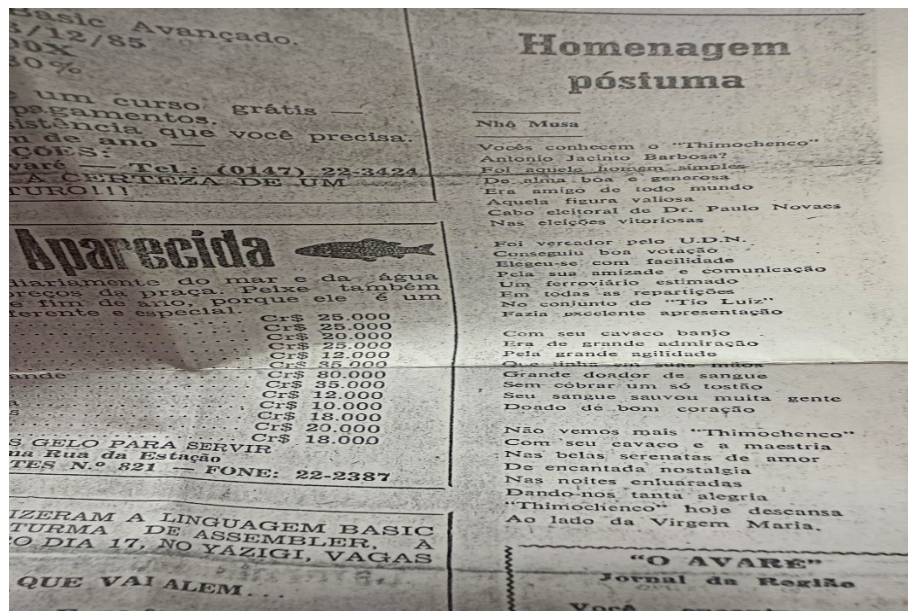 Basic Avançado.
/12/85
00X
30%
um curso grátis —
pagamentos.
sistência que você precisa.
m de ano —
ÇÕES:
varé — Tel.: (0147) 22-3424
A CERTEZA DE UM
TURO!!!
Aparecida
diariamente do mar e da água
preços da praça. Peixe também
s fim de ano, porque ele é um
ferente e especial.
Cr$ 25.000
Cr$ 25.000
Cr$ 20.000
Cr$ 25.000
Cr$ 12.000
Cr$ 35.000
ande Cr$ 80.000
Cr$ 35.000
Cr$ 12.000
a Cr$ 10.000
s Cr$ 18.000
Cr$ 20.000
Cr$ 18.000
S GELO PARA SERVIR
na Rua da Estação
TES N.º 821 — FONE: 22-2387
IZERAM A LINGUAGEM BASIC
TURMA DE ASSEMBLER, A
O DIA 17, NO YÁZIGI, VAGAS
QUE VAI ALEM...
Homenagem
póstuma
Nhô Musa
Vocês conhecem o "Thimochenco"
Antonio Jacinto Barbosa?
Foi aquele homem simples
De alma boa e generosa
Era amigo de todo mundo
Aquela figura valiosa
Cabo eleitoral de Dr. Paulo Novaes
Nas eleições vitoriosas
Foi vereador pelo U.D.N.
Conseguiu boa votação
Elegeu-se com facilidade
Pela sua amizade e comunicação
Um ferroviário estimado
Em todas as repartições
No conjunto do "Tio Luiz"
Fazia excelente apresentação
Com seu cavaco banjo
Era de grande admiração
Pela grande agilidade
Que tinha em suas mãos
Grande doador de sangue
Sem cobrar um só tostão
Seu sangue sauvou muita gente
Doado de bom coração
Não vemos mais "Thimochenco"
Com seu cavaco e a maestria
Nas belas serenatas de amor
De encantada nostalgia
Nas noites enluaradas
Dando-nos tanta alegria
"Thimochenco" hoje descansa
Ao lado da Virgem Maria.
"O AVARÉ"
Jornal da Região
Você